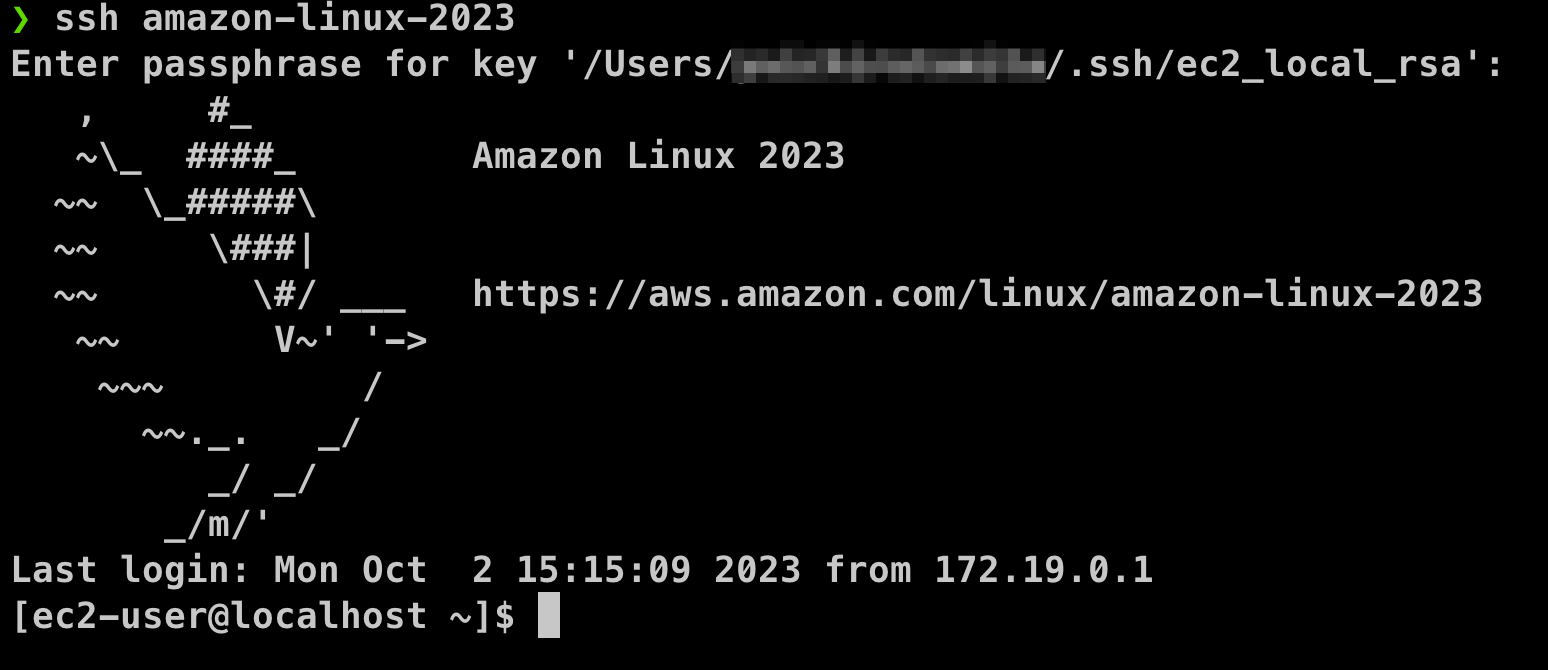 ❯ ssh amazon-linux-2023
Enter passphrase for key '/Users/ /.ssh/ec2_local_rsa':
   ,     #_
   ~\_  ####_        Amazon Linux 2023
  ~~  \_#####\
  ~~     \###|
  ~~       \#/ ___   https://aws.amazon.com/linux/amazon-linux-2023
   ~~       V~' '->
    ~~~         /
      ~~._.   _/
         _/ _/
       _/m/'
Last login: Mon Oct  2 15:15:09 2023 from 172.19.0.1
[ec2-user@localhost ~]$